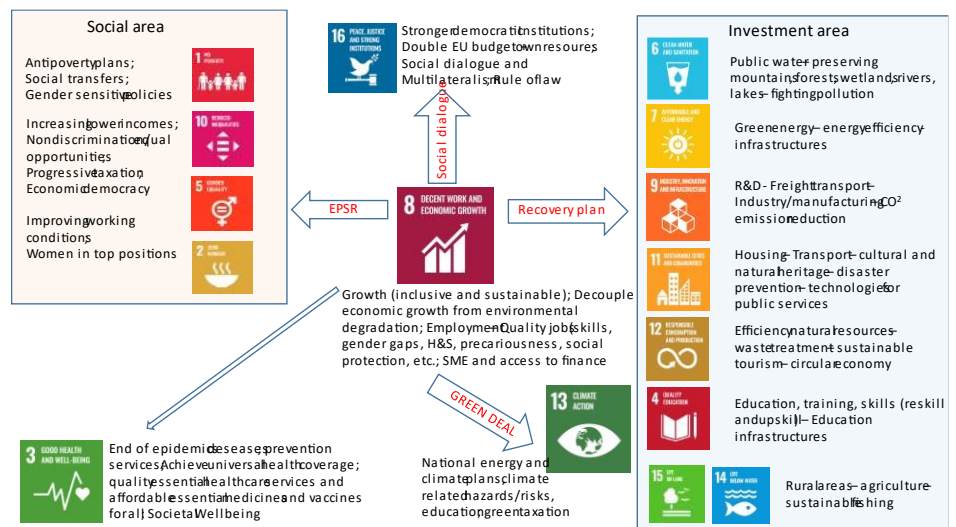 Social area
1 NO POVERTY
Antipoverty plans;
Social transfers;
Gender sensitive policies
10 REDUCED INEQUALITIES
Increasing lower incomes;
Nondiscrimination/equal
opportunities;
Progressive taxation;
Economic democracy
5 GENDER EQUALITY
Improving working
conditions;
Women in top positions
2 ZERO HUNGER
16 PEACE, JUSTICE
AND STRONG
INSTITUTIONS
Stronger democratic institutions;
Double EU budget-own resoures;
Social dialogue and
Multilateralism; Rule of law
Social dialogue
EPSR
8 DECENT WORK AND
ECONOMIC GROWTH
Recovery plan
Growth (inclusive and sustainable); Decouple
economic growth from environmental
degradation; Employment-Quality jobs (skills,
gender gaps, H&S, precariousness, social
protection, etc.; SME and access to finance
GREEN DEAL
13 CLIMATE
ACTION
National energy and
climate plans, climate
related hazards/risks,
education, green taxation
3 GOOD HEALTH
AND WELL-BEING
End of epidemics deseases, prevention
services; Achieve universal health coverage;
quality essential healthcare services and
affordable essential medicines and vaccines
for all; Societal Wellbeing
Investment area
6 CLEAN WATER
AND SANITATION
Public water – preserving
mountains, forests, wetlands, rivers,
lakes – fighting pollution
7 AFFORDABLE AND
CLEAN ENERGY
Green energy – energy efficiency-
infrastructures
9 INDUSTRY, INNOVATION
AND INFRASTRUCTURE
R&D - Freight transport –
Industry/manufacturing – CO²
emission reduction
11 SUSTAINABLE CITIES
AND COMMUNITIES
Housing – Transport – cultural and
natural heritage – disaster
prevention – technologies for
public services
12 RESPONSIBLE
CONSUMPTION
AND PRODUCTION
Efficiency natural resources –
waste treatment – sustainable
tourism – circular economy
4 QUALITY
EDUCATION
Education, training, skills (reskill
and upskill) – Education
infrastructures
15 LIFE
ON LAND
14 LIFE
BELOW WATER
Rural areas – agriculture -
sustainable fishing